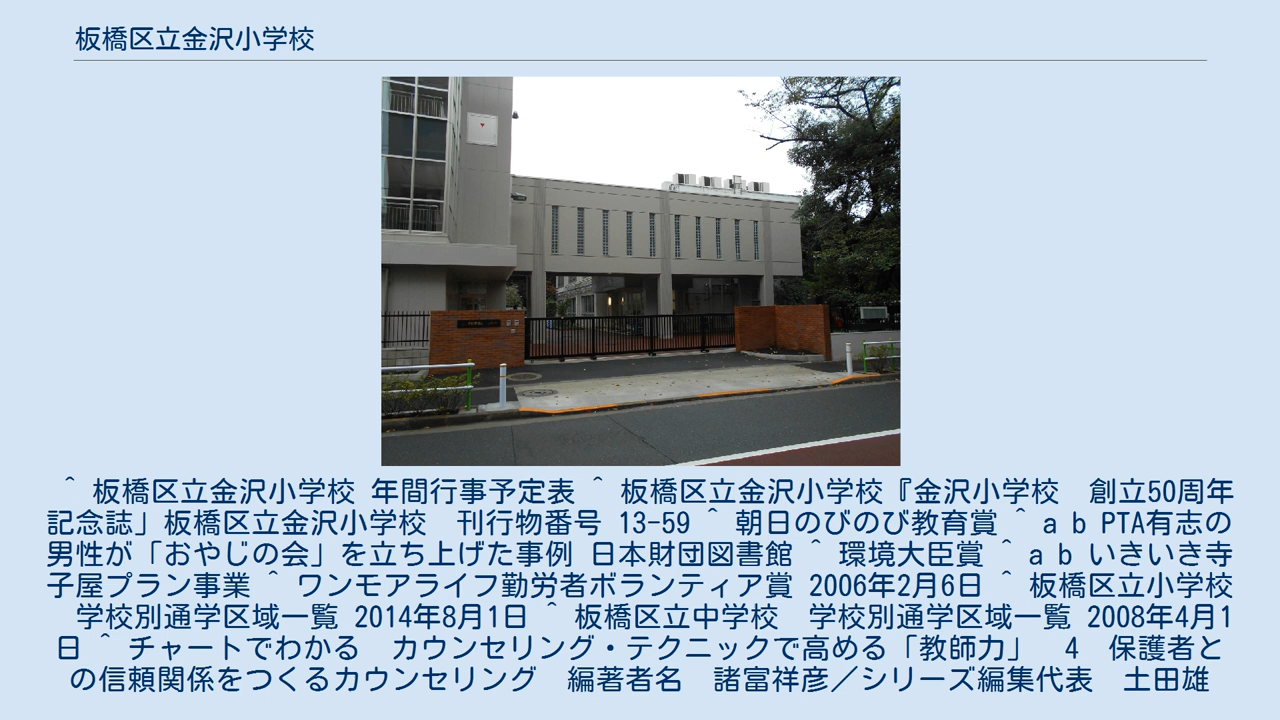 板橋区立金沢小学校
^ 板橋区立金沢小学校 年間行事予定表 ^ 板橋区立金沢小学校『金沢小学校　創立50周年
記念誌」板橋区立金沢小学校　刊行物番号 13-59 ^ 朝日のびのび教育賞 ^ a b PTA有志の
男性が「おやじの会」を立ち上げた事例 日本財団図書館 ^ 環境大臣賞 ^ a b いきいき寺
子屋プラン事業 ^ ワンモアライフ勤労者ボランティア賞 2006年2月6日 ^ 板橋区立小学校
学校別通学区域一覧 2014年8月1日 ^ 板橋区立中学校　学校別通学区域一覧 2008年4月1
日 ^ チャートでわかる　カウンセリング・テクニックで高める「教師力」　4　保護者と
の信頼関係をつくるカウンセリング　編著者名　諸富祥彦／シリーズ編集代表　土田雄